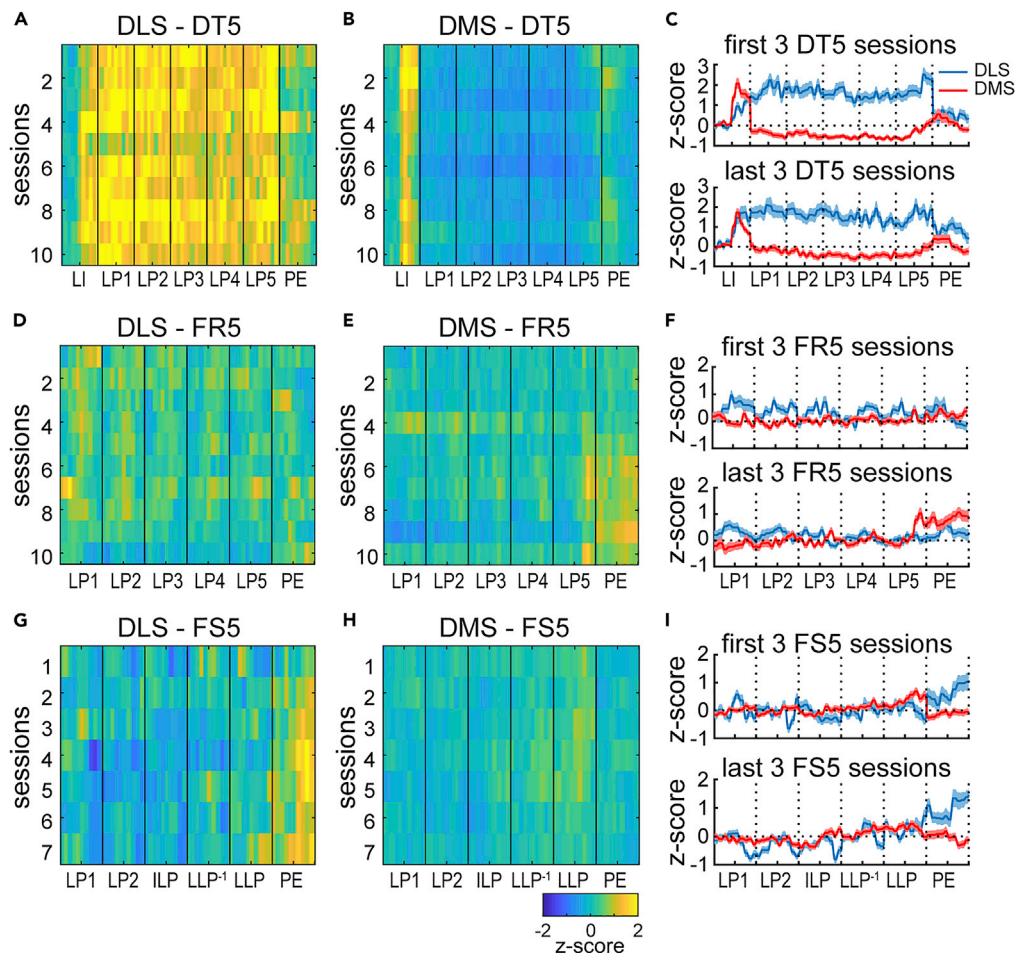 A
DLS - DT5
B
DMS - DT5
C
first 3 DT5 sessions
DLS
DMS
3
2
1
0
-1
z-score
last 3 DT5 sessions
3
2
1
0
-1
z-score
LI LP1 LP2 LP3 LP4 LP5 PE
sessions
2
4
6
8
10
LI LP1 LP2 LP3 LP4 LP5 PE
sessions
2
4
6
8
10
LI LP1 LP2 LP3 LP4 LP5 PE
D
DLS - FR5
E
DMS - FR5
F
first 3 FR5 sessions
2
1
0
-1
z-score
last 3 FR5 sessions
2
1
0
-1
z-score
LP1 LP2 LP3 LP4 LP5 PE
sessions
2
4
6
8
10
LP1 LP2 LP3 LP4 LP5 PE
sessions
2
4
6
8
10
LP1 LP2 LP3 LP4 LP5 PE
G
DLS - FS5
H
DMS - FS5
I
first 3 FS5 sessions
2
1
0
-1
z-score
last 3 FS5 sessions
2
1
0
-1
z-score
LP1 LP2 ILP LLP⁻¹ LLP PE
sessions
1
2
3
4
5
6
7
LP1 LP2 ILP LLP⁻¹ LLP PE
sessions
1
2
3
4
5
6
7
LP1 LP2 ILP LLP⁻¹ LLP PE
-2 0 2
z-score